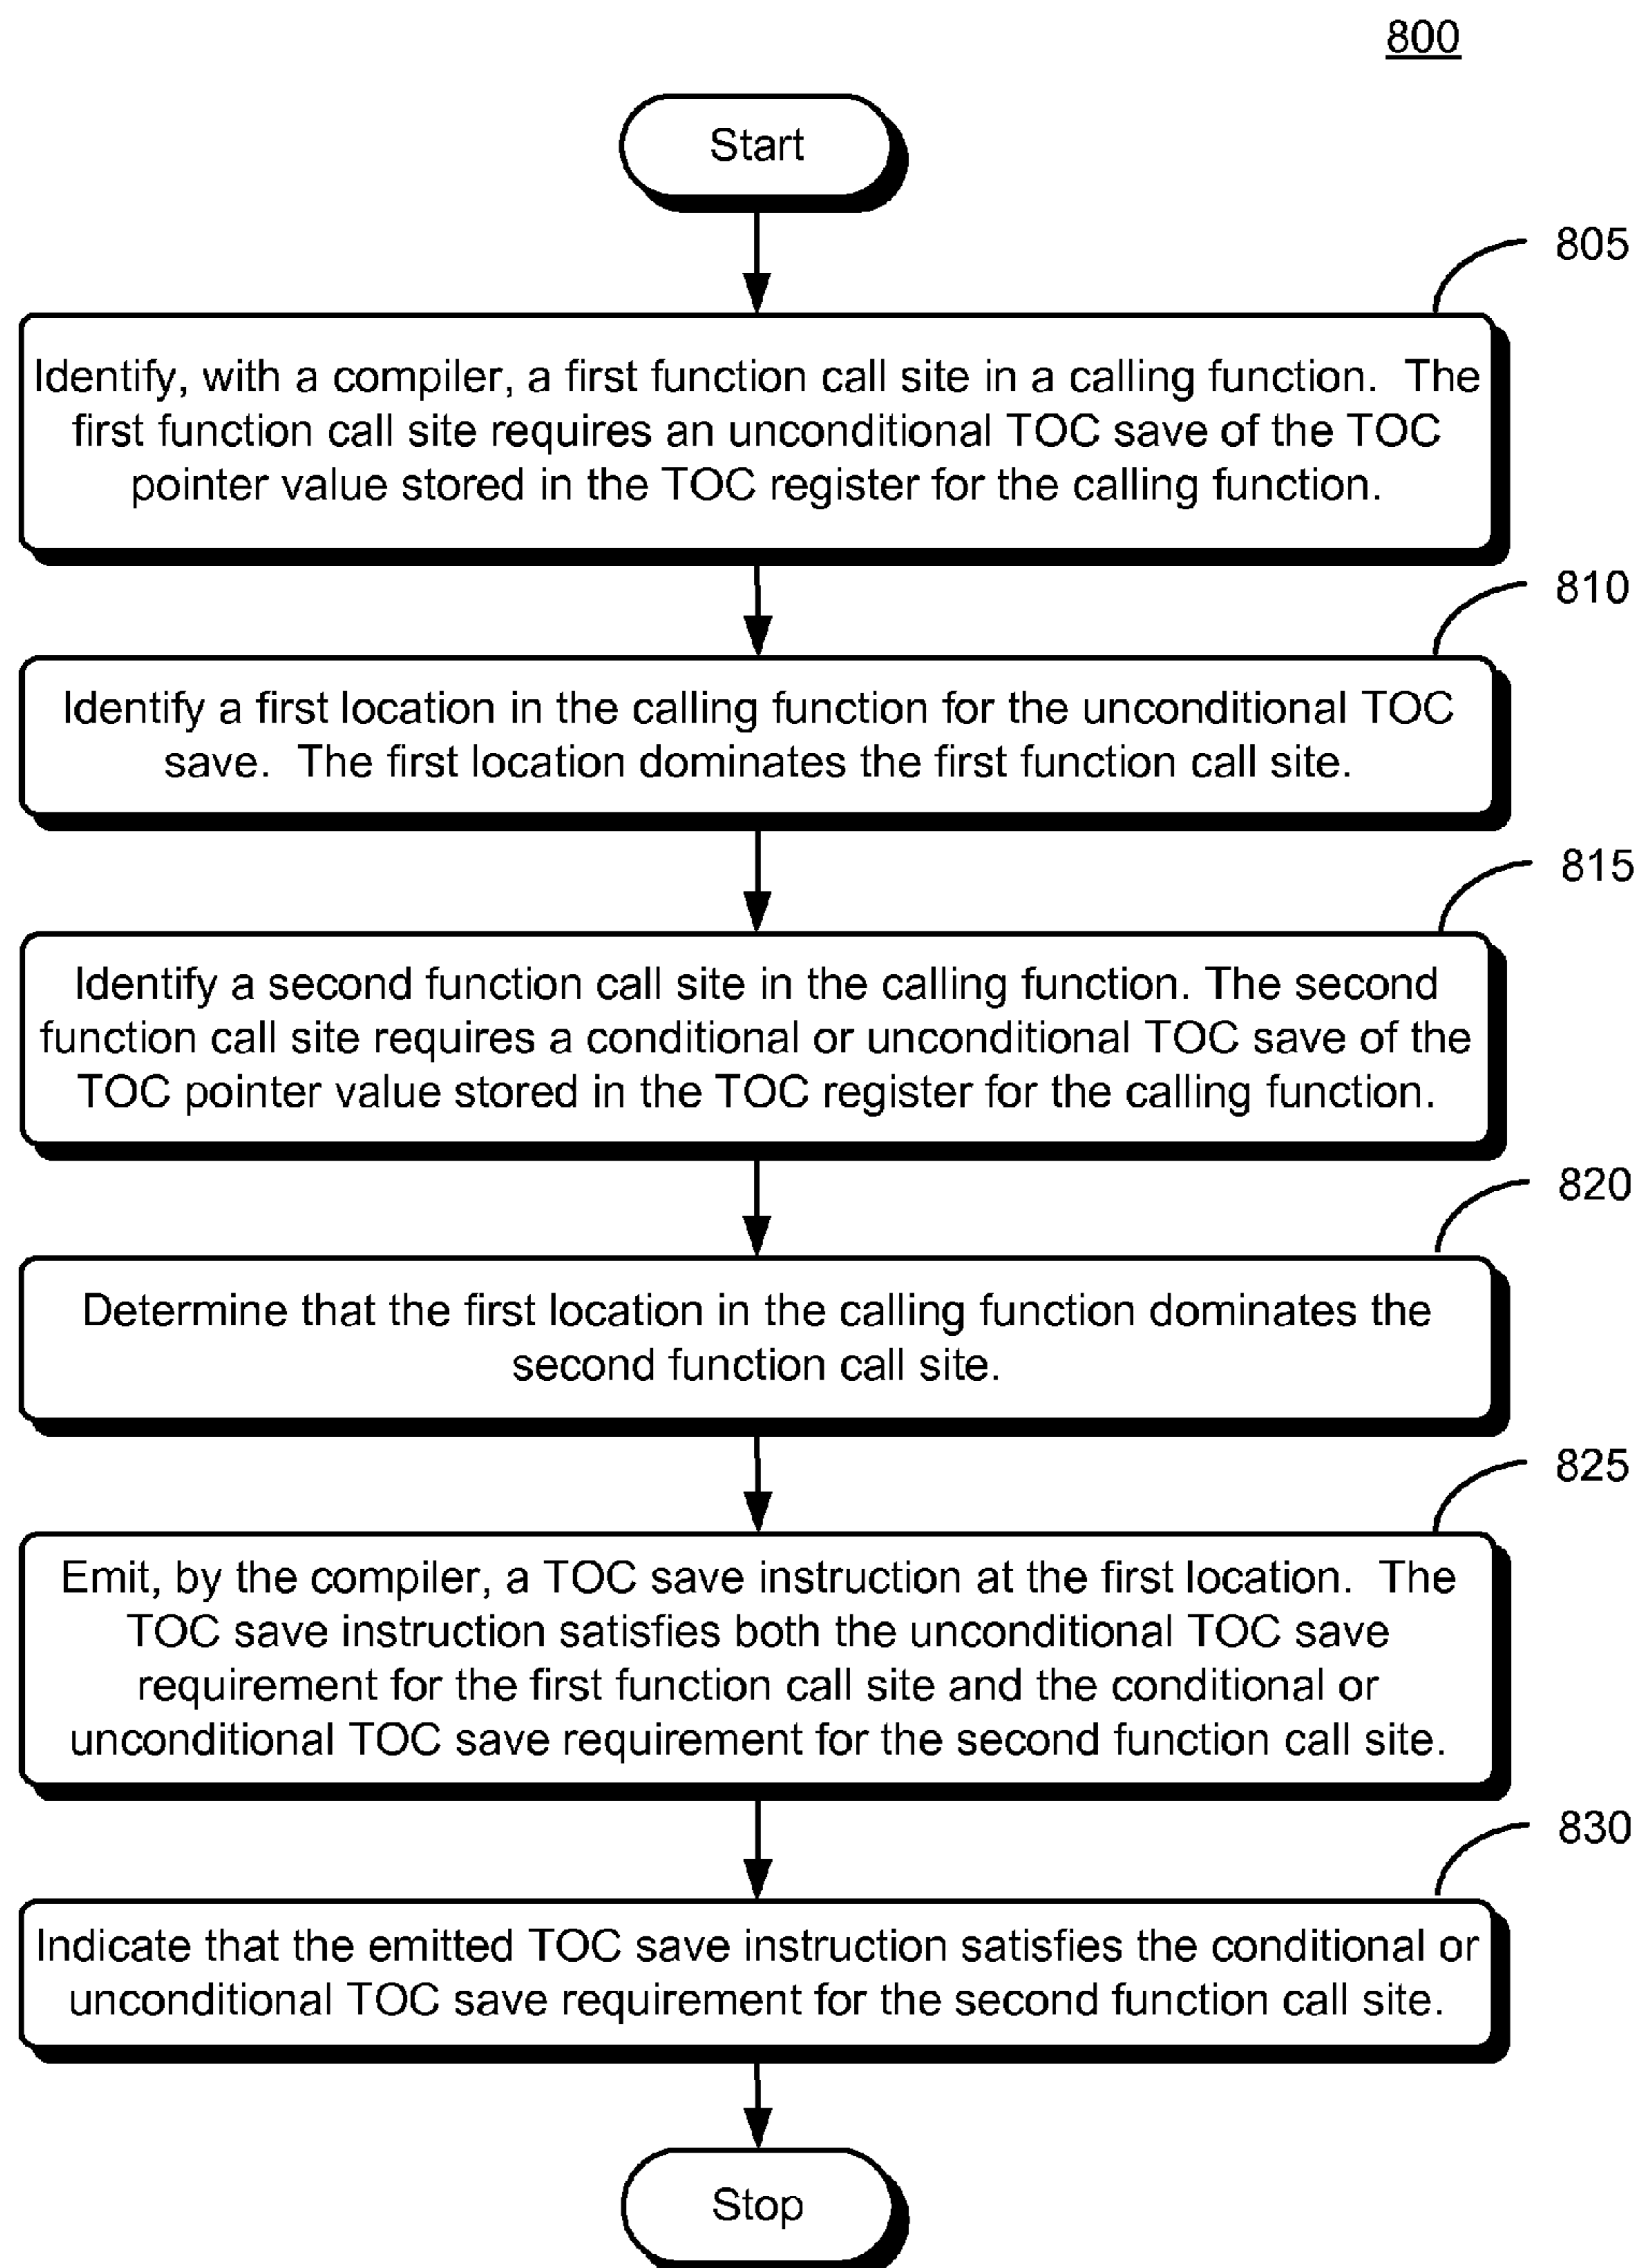 800
Start
805
Identify, with a compiler, a first function call site in a calling function. The
first function call site requires an unconditional TOC save of the TOC
pointer value stored in the TOC register for the calling function.
810
Identify a first location in the calling function for the unconditional TOC
save. The first location dominates the first function call site.
815
Identify a second function call site in the calling function. The second
function call site requires a conditional or unconditional TOC save of the
TOC pointer value stored in the TOC register for the calling function.
820
Determine that the first location in the calling function dominates the
second function call site.
825
Emit, by the compiler, a TOC save instruction at the first location. The
TOC save instruction satisfies both the unconditional TOC save
requirement for the first function call site and the conditional or
unconditional TOC save requirement for the second function call site.
830
Indicate that the emitted TOC save instruction satisfies the conditional or
unconditional TOC save requirement for the second function call site.
Stop